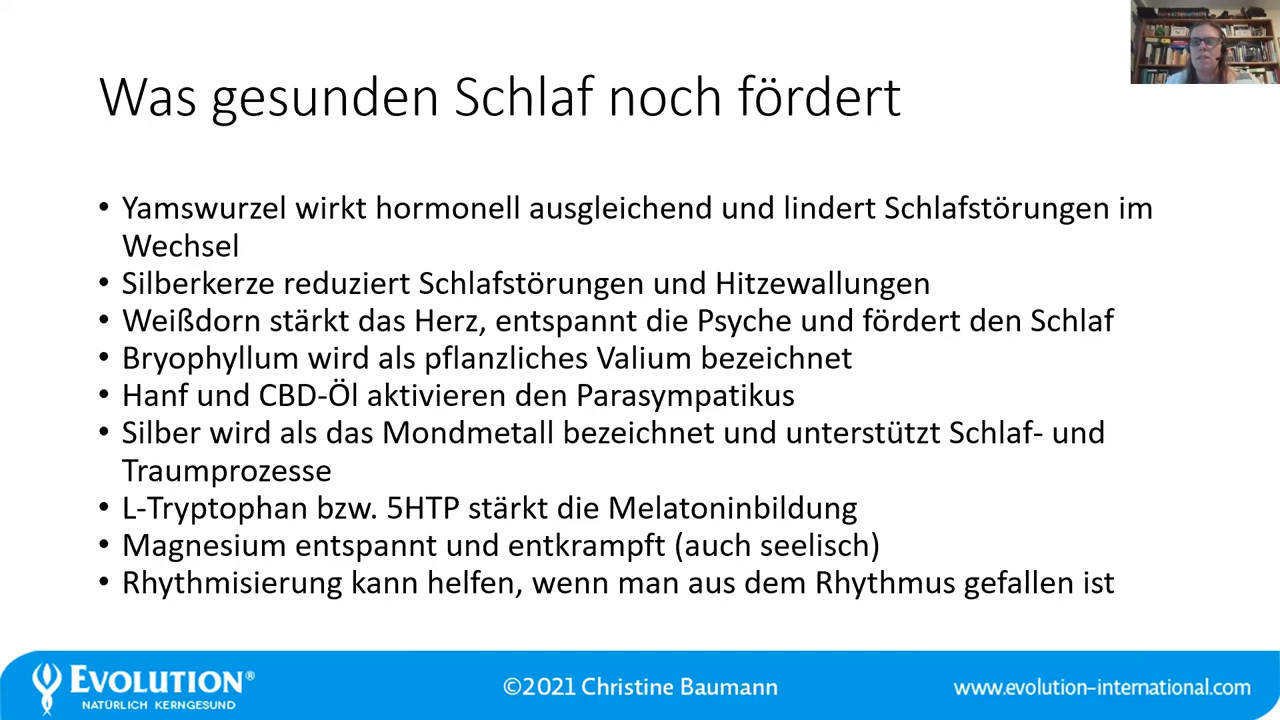 Was gesunden Schlaf noch fördert
• Yamswurzel wirkt hormonell ausgleichend und lindert Schlafstörungen im
Wechsel
• Silberkerze reduziert Schlafstörungen und Hitzewallungen
• Weißdorn stärkt das Herz, entspannt die Psyche und fördert den Schlaf
• Bryophyllum wird als pflanzliches Valium bezeichnet
• Hanf und CBD-Öl aktivieren den Parasympatikus
• Silber wird als das Mondmetall bezeichnet und unterstützt Schlaf- und
Traumprozesse
• L-Tryptophan bzw. 5HTP stärkt die Melatoninbildung
• Magnesium entspannt und entkrampft (auch seelisch)
• Rhythmisierung kann helfen, wenn man aus dem Rhythmus gefallen ist
EVOLUTION®
NATÜRLICH KERNGESUND
©2021 Christine Baumann
www.evolution-international.com